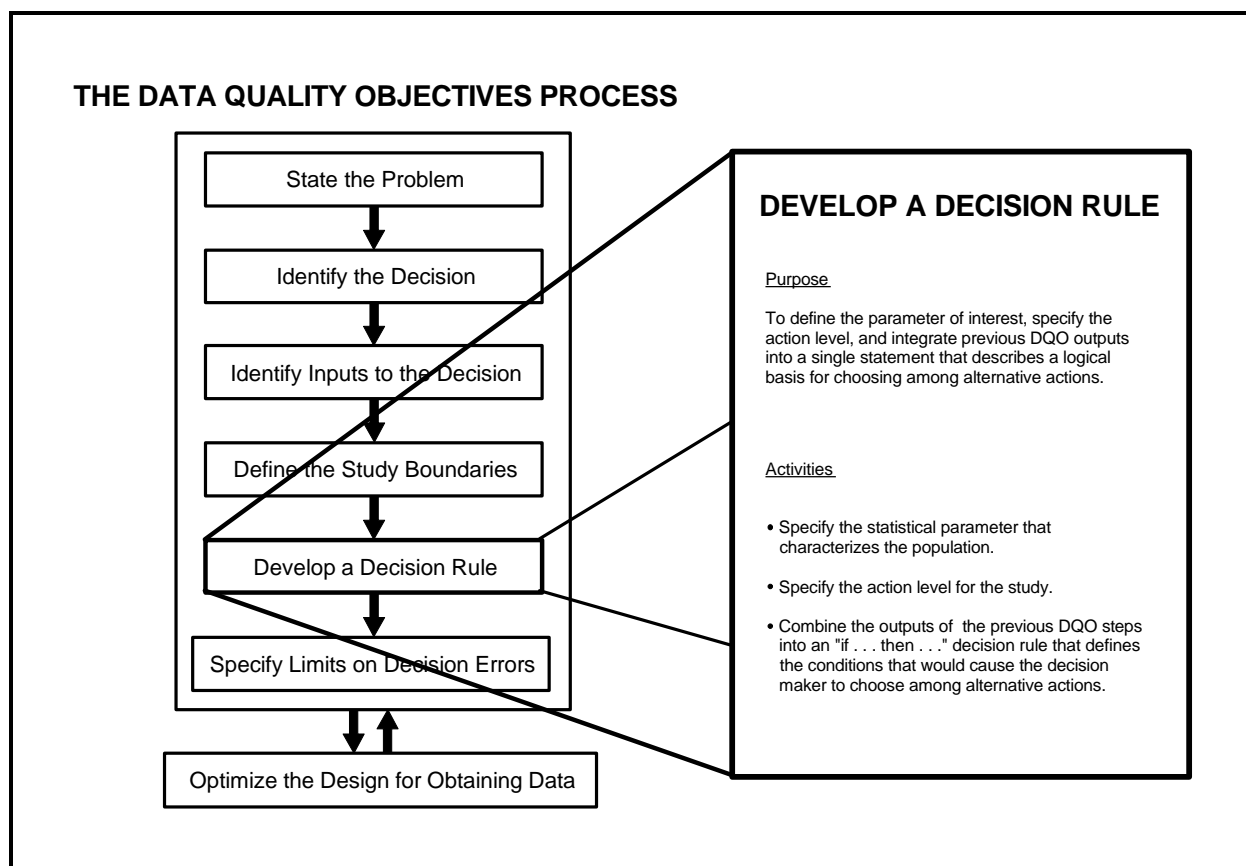 THE DATA QUALITY OBJECTIVES PROCESS
State the Problem
Identify the Decision
Identify Inputs to the Decision
Define the Study Boundaries
Develop a Decision Rule
Specify Limits on Decision Errors
Optimize the Design for Obtaining Data
DEVELOP A DECISION RULE
Purpose
To define the parameter of interest, specify the
action level, and integrate previous DQO outputs
into a single statement that describes a logical
basis for choosing among alternative actions.
Activities
• Specify the statistical parameter that
characterizes the population.
• Specify the action level for the study.
• Combine the outputs of the previous DQO steps
into an "if . . . then . . ." decision rule that defines
the conditions that would cause the decision
maker to choose among alternative actions.